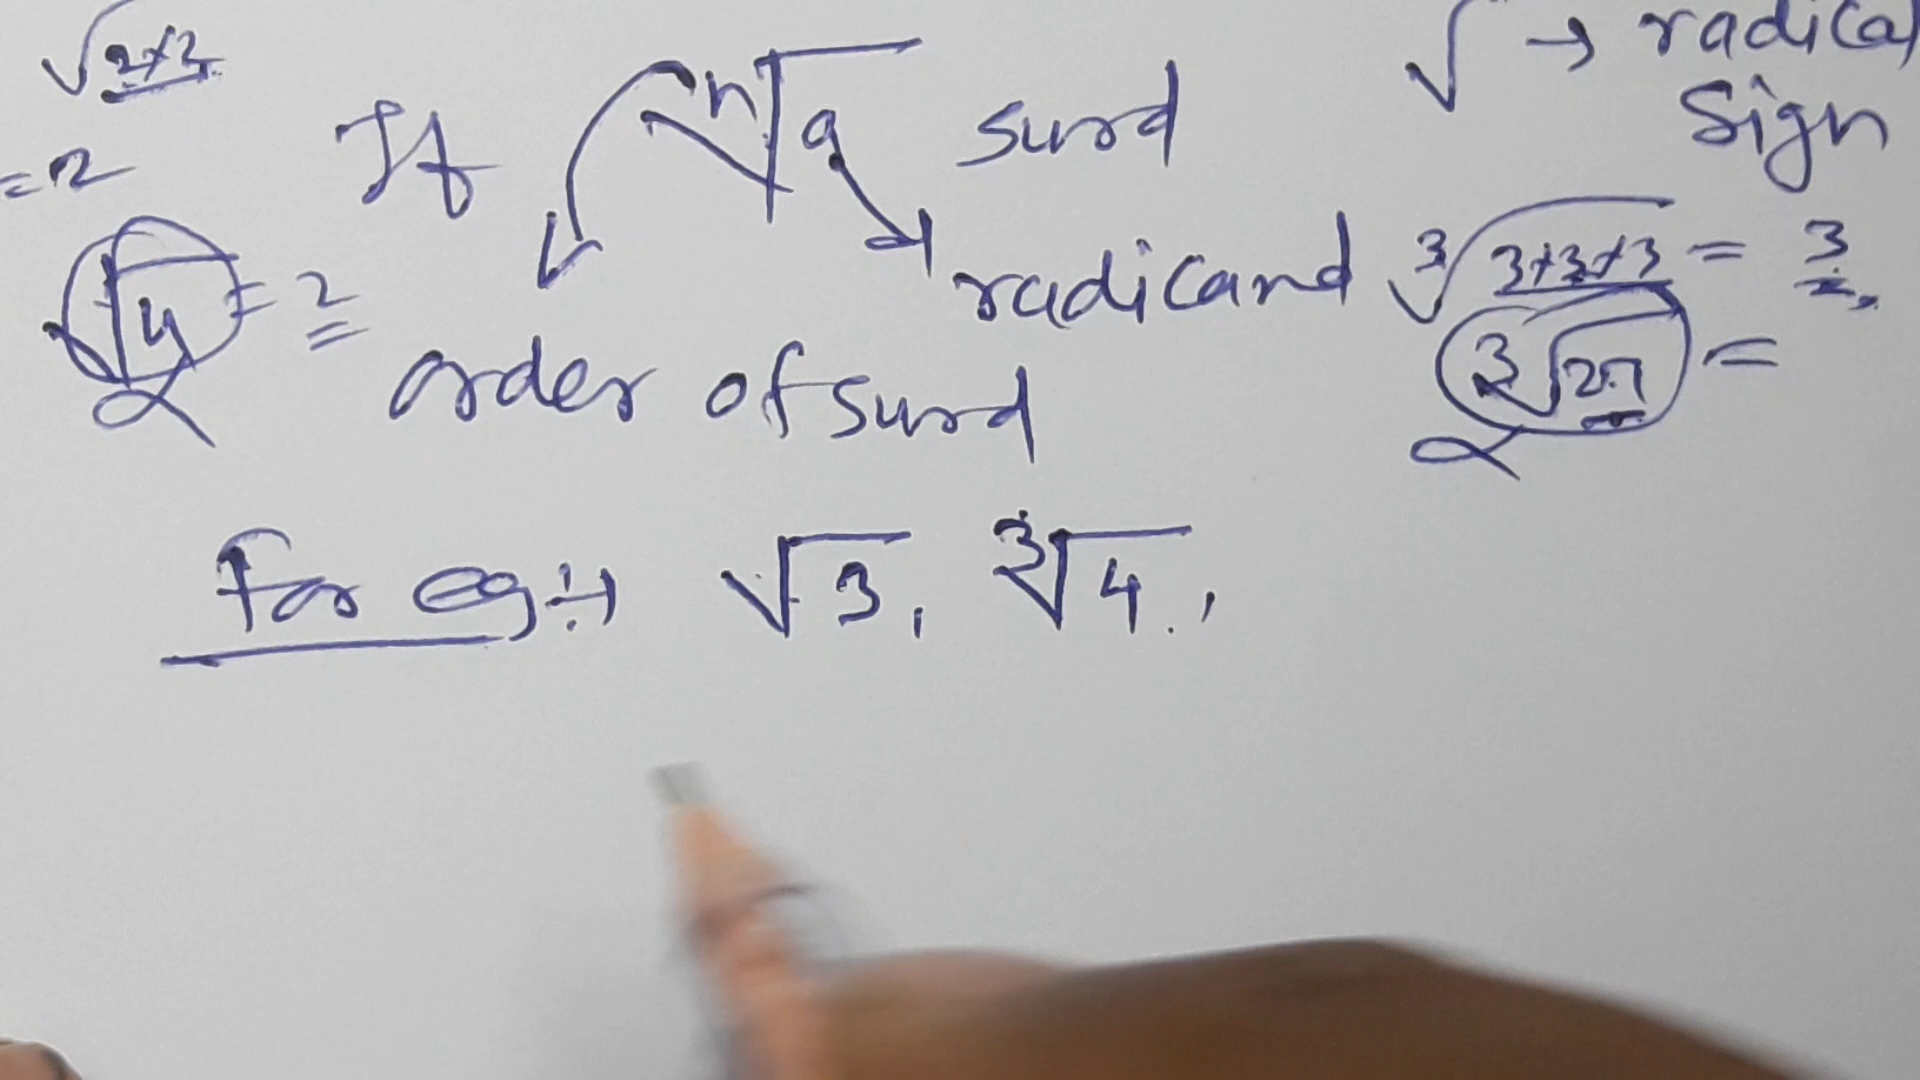 √2×2
= 2
√4 = 2
If ⁿ√a surd
radicand
order of surd
√ → radical
Sign
³√3×3×3 = 3
³√27 =
For eg:→ √3, ³√4,